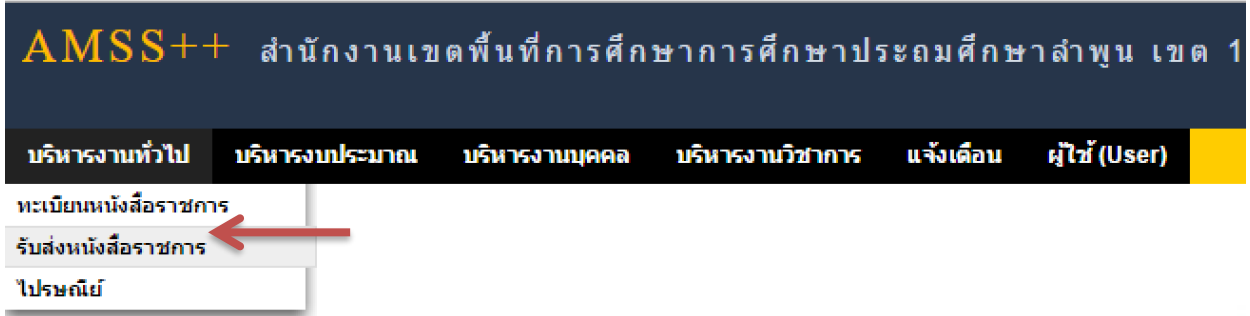 AMSS++ สำนักงานเขตพื้นที่การศึกษาการศึกษาประถมศึกษาลำพูน เขต 1
บริหารงานทั่วไป บริหารงบประมาณ บริหารงานบุคคล บริหารงานวิชาการ แจ้งเตือน ผู้ใช้ (User)
ทะเบียนหนังสือราชการ
รับส่งหนังสือราชการ
ไปรษณีย์